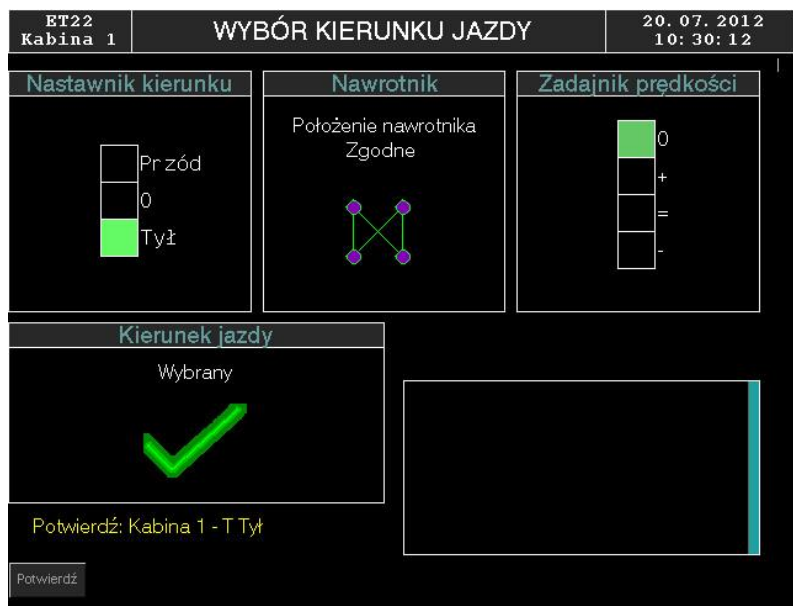 ET22
Kabina 1
WYBÓR KIERUNKU JAZDY
20.07.2012
10:30:12
Nastawnik kierunku
Przód
0
Tył
Nawrotnik
Położenie nawrotnika
Zgodne
Zadajnik prędkości
0
+
=
-
Kierunek jazdy
Wybrany
Potwierdź: Kabina 1 - T Tył
Potwierdź